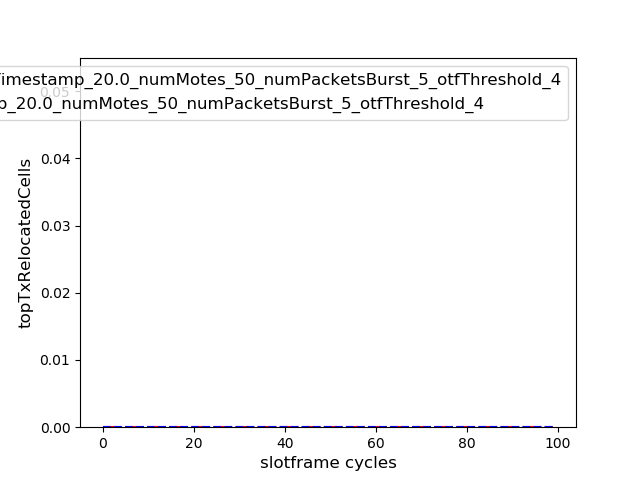 imestamp_20.0_numMotes_50_numPacketsBurst_5_otfThreshold_4
p_20.0_numMotes_50_numPacketsBurst_5_otfThreshold_4
0.05
0.04
0.03
0.02
0.01
0.00
topTxRelocatedCells
0 20 40 60 80 100
slotframe cycles